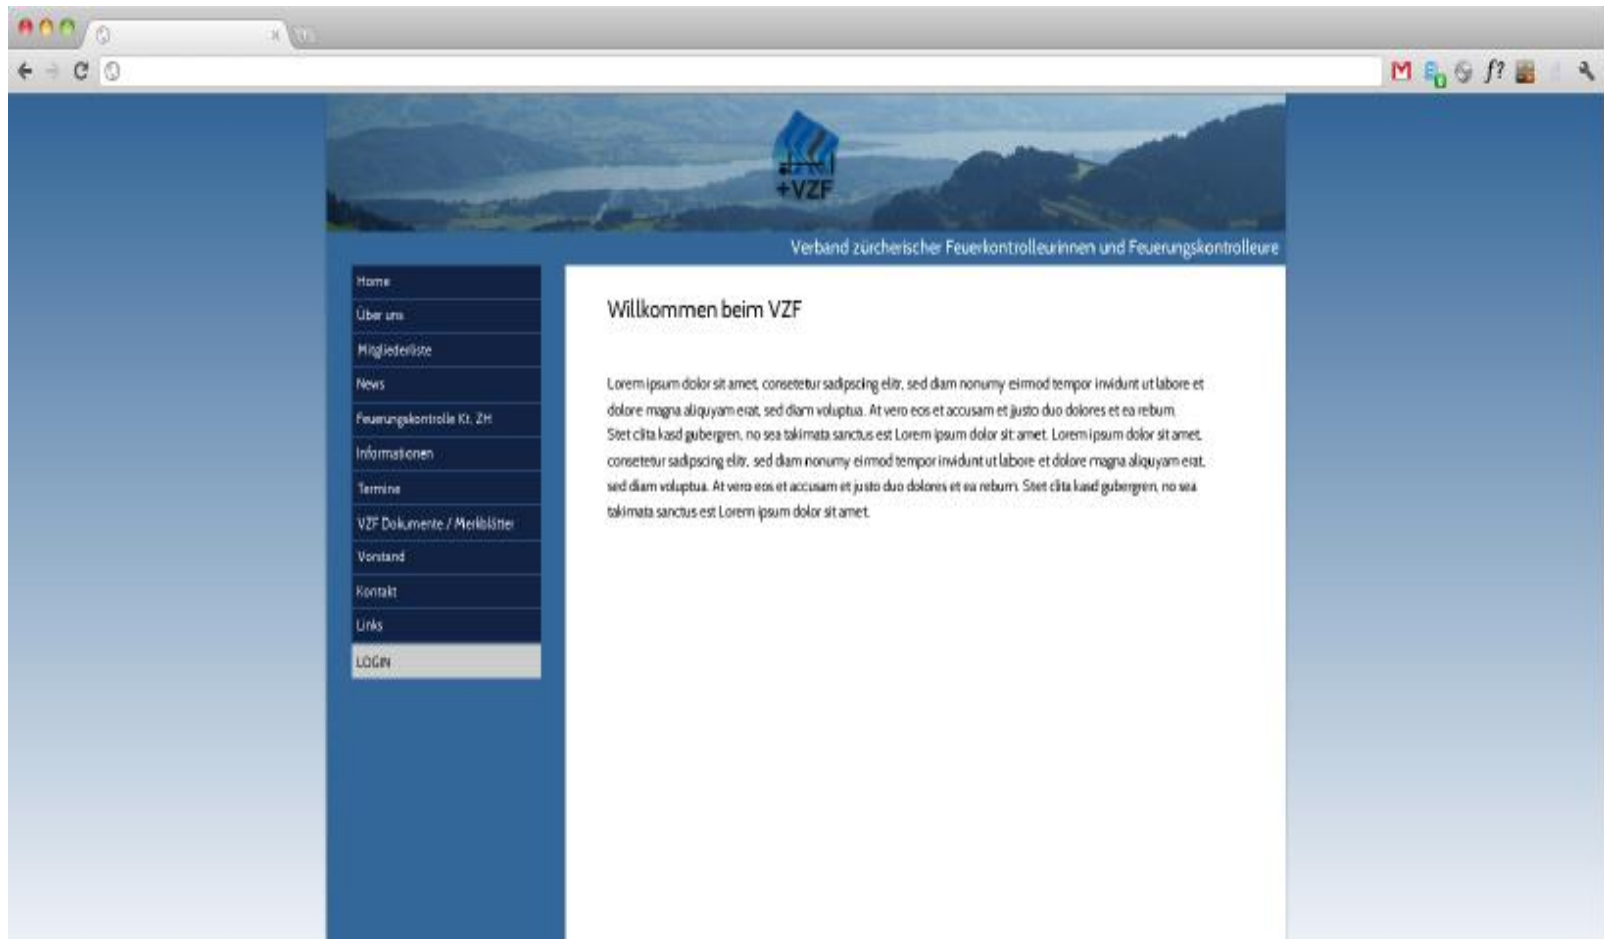 f?
+VZF
Verband zürcherischer Feuerkontrolleurinnen und Feuerungskontrolleure
Home
Über uns
Mitgliederliste
News
Feuerungskontrolle Kt. ZH
Informationen
Termine
VZF Dokumente / Merkblätter
Vorstand
Kontakt
Links
LOGIN
Willkommen beim VZF
Lorem ipsum dolor sit amet, consetetur sadipscing elitr, sed diam nonumy eirmod tempor invidunt ut labore et
dolore magna aliquyam erat, sed diam voluptua. At vero eos et accusam et justo duo dolores et ea rebum.
Stet clita kasd gubergren, no sea takimata sanctus est Lorem ipsum dolor sit amet. Lorem ipsum dolor sit amet,
consetetur sadipscing elitr, sed diam nonumy eirmod tempor invidunt ut labore et dolore magna aliquyam erat,
sed diam voluptua. At vero eos et accusam et justo duo dolores et ea rebum. Stet clita kasd gubergren, no sea
takimata sanctus est Lorem ipsum dolor sit amet.